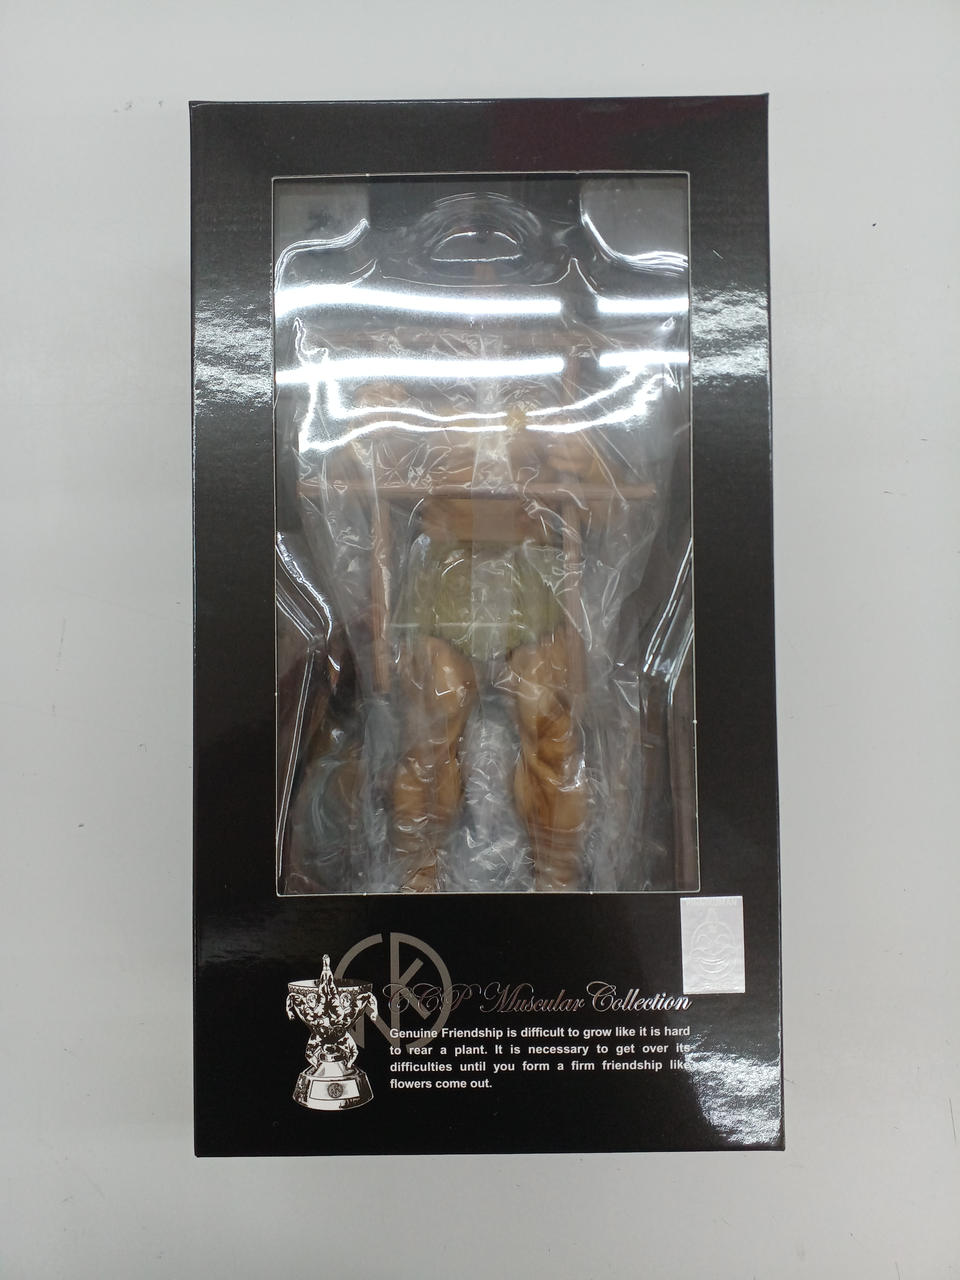 CCP Muscular Collection
Genuine Friendship is difficult to grow like it is hard
to rear a plant. It is necessary to get over its
difficulties until you form a firm friendship like
flowers come out.